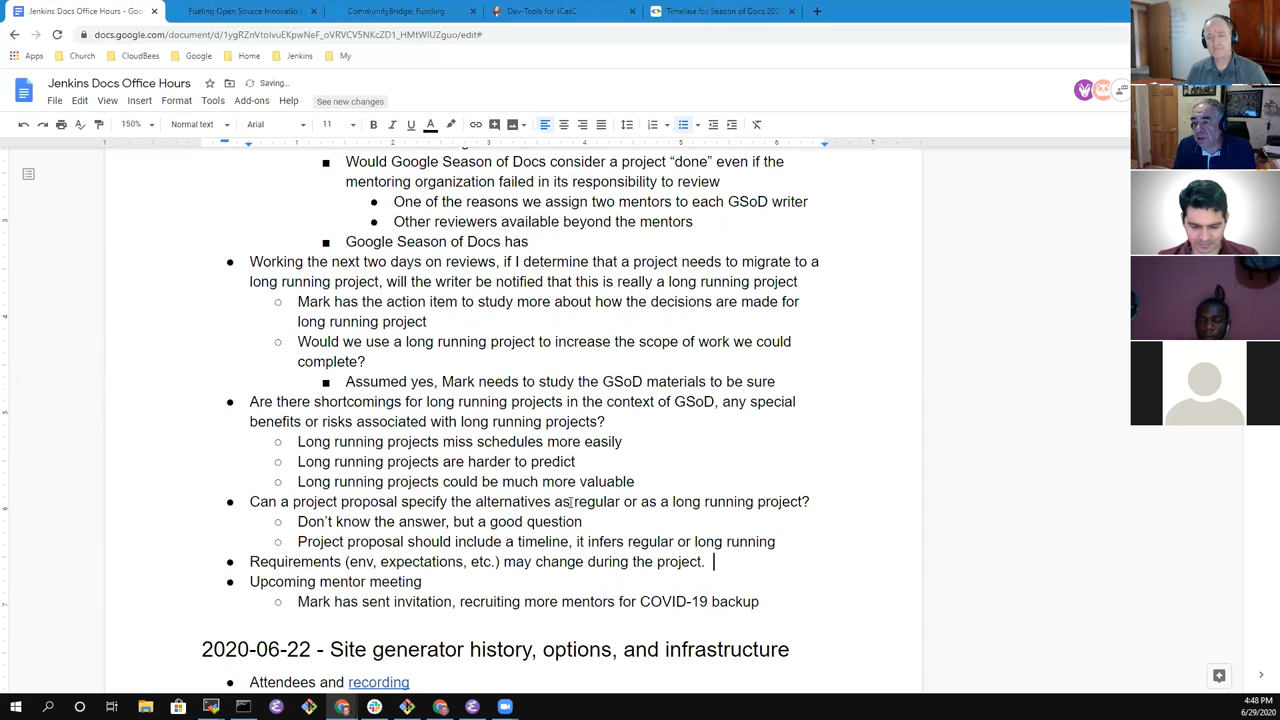 Jenkins Docs Office Hours - Goo
Fueling Open Source Innovatio
CommunityBridge: Funding
Dev-Tools for JCasC
Timeline for Season of Docs 202
docs.google.com/document/d/1ygRZnVtoIvuEKpwNeF_oVRVCV5NKcZD1_HMtWIUZguo/edit#
Apps Church CloudBees Google Home Jenkins My
Jenkins Docs Office Hours Saving...
File Edit View Insert Format Tools Add-ons Help See new changes
150% Normal text Arial 11 B I U A
1 1 2 3 4 5 6 7
Would Google Season of Docs consider a project “done” even if the
mentoring organization failed in its responsibility to review
One of the reasons we assign two mentors to each GSoD writer
Other reviewers available beyond the mentors
Google Season of Docs has
Working the next two days on reviews, if I determine that a project needs to migrate to a
long running project, will the writer be notified that this is really a long running project
Mark has the action item to study more about how the decisions are made for
long running project
Would we use a long running project to increase the scope of work we could
complete?
Assumed yes, Mark needs to study the GSoD materials to be sure
Are there shortcomings for long running projects in the context of GSoD, any special
benefits or risks associated with long running projects?
Long running projects miss schedules more easily
Long running projects are harder to predict
Long running projects could be much more valuable
Can a project proposal specify the alternatives as regular or as a long running project?
Don’t know the answer, but a good question
Project proposal should include a timeline, it infers regular or long running
Requirements (env, expectations, etc.) may change during the project.
Upcoming mentor meeting
Mark has sent invitation, recruiting more mentors for COVID-19 backup
2020-06-22 - Site generator history, options, and infrastructure
Attendees and recording
4:48 PM
6/29/2020